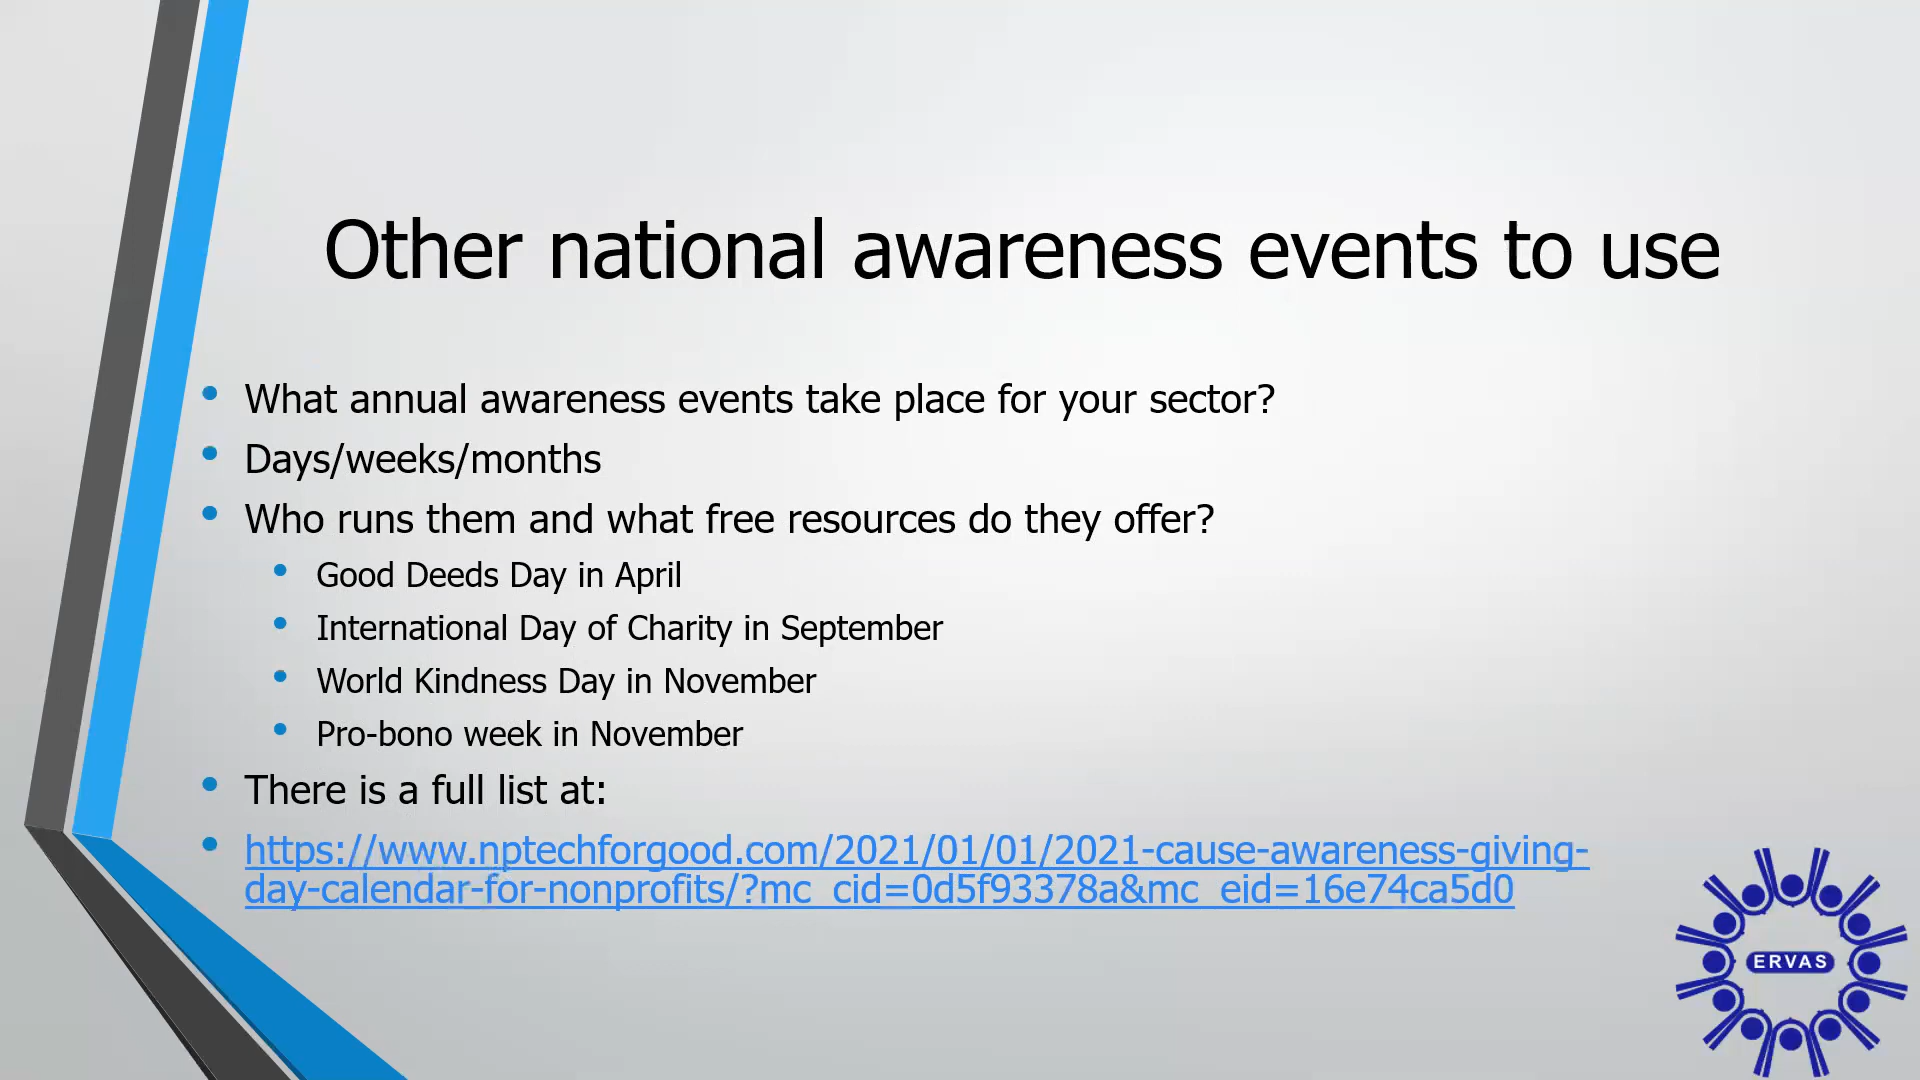 Other national awareness events to use
What annual awareness events take place for your sector?
Days/weeks/months
Who runs them and what free resources do they offer?
Good Deeds Day in April
International Day of Charity in September
World Kindness Day in November
Pro-bono week in November
There is a full list at:
https://www.nptechforgood.com/2021/01/01/2021-cause-awareness-giving-
day-calendar-for-nonprofits/?mc_cid=0d5f93378a&mc_eid=16e74ca5d0
ERVAS